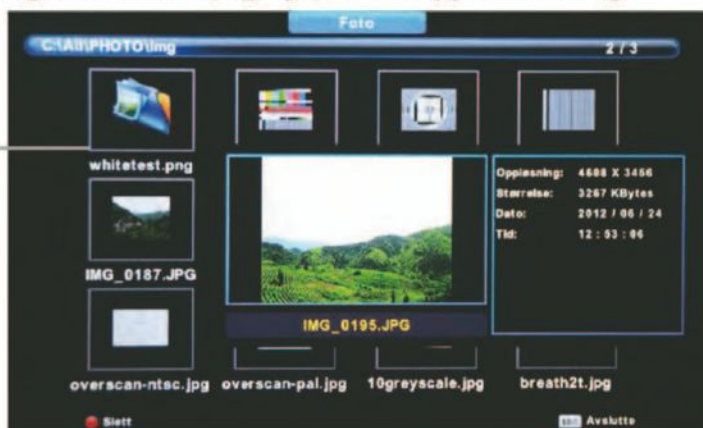 Foto
C:\All\PHOTO\Img 2 / 3
whitetest.png
Oppløsning: 4608 X 3456
Størrelse: 3267 KBytes
Dato: 2012 / 06 / 24
Tid: 12 : 53 : 06
IMG_0187.JPG
IMG_0195.JPG
overscan-ntsc.jpg overscan-pal.jpg 10greyscale.jpg breath2t.jpg
Slett Avslutte